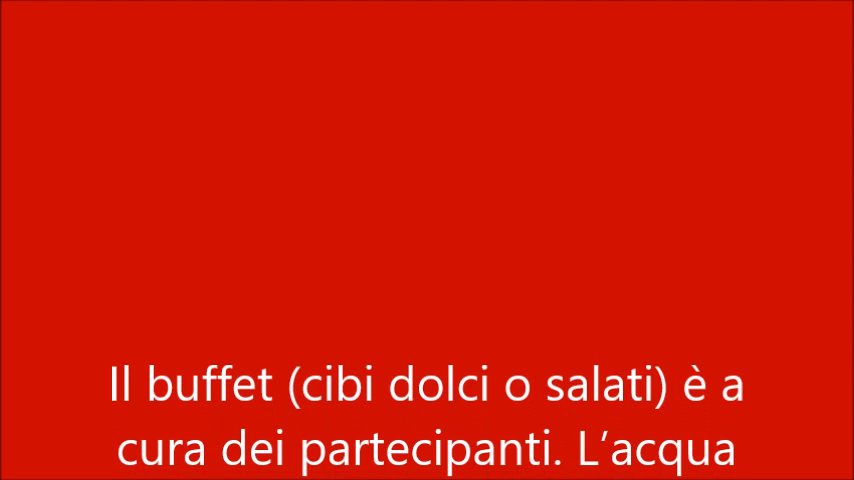 Il buffet (cibi dolci o salati) è a
cura dei partecipanti. L’acqua